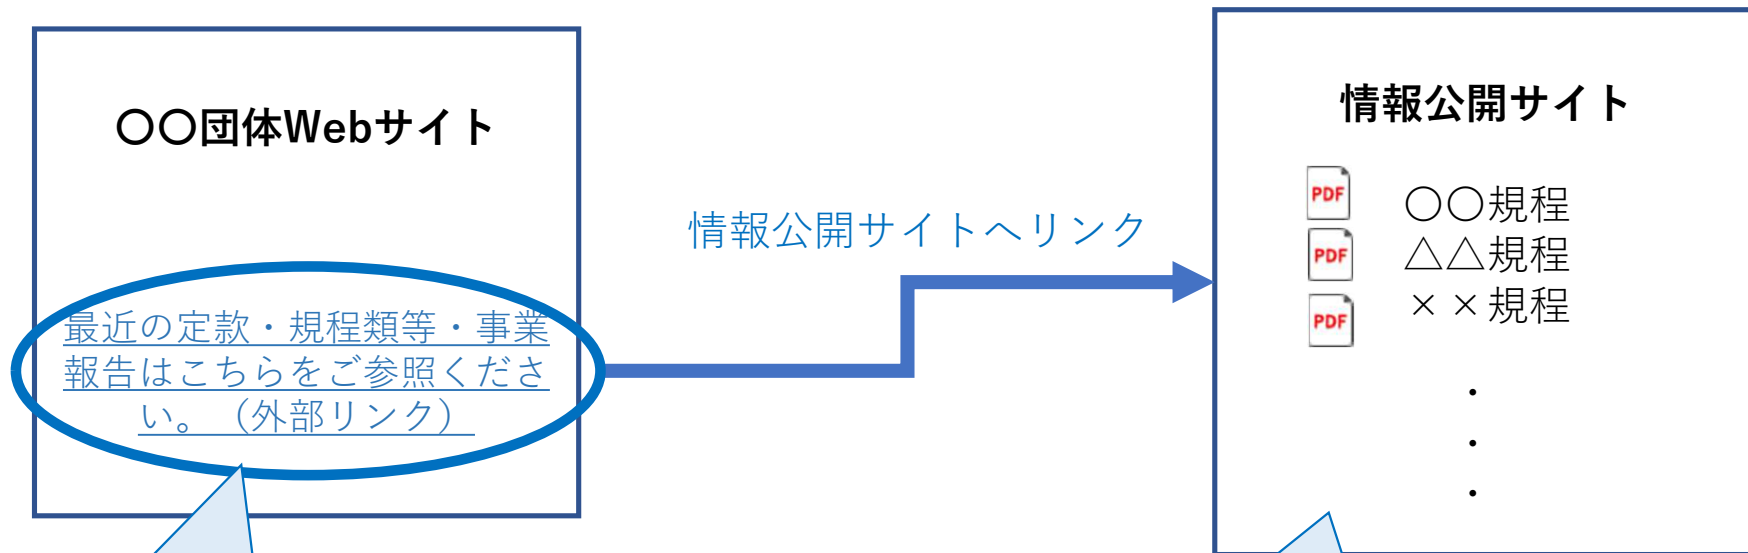 〇〇団体Webサイト
最近の定款・規程類等・事業
報告はこちらをご参照くださ
い。（外部リンク）
情報公開サイトへリンク
情報公開サイト
PDF 〇〇規程
PDF △△規程
PDF ××規程
・
・
・